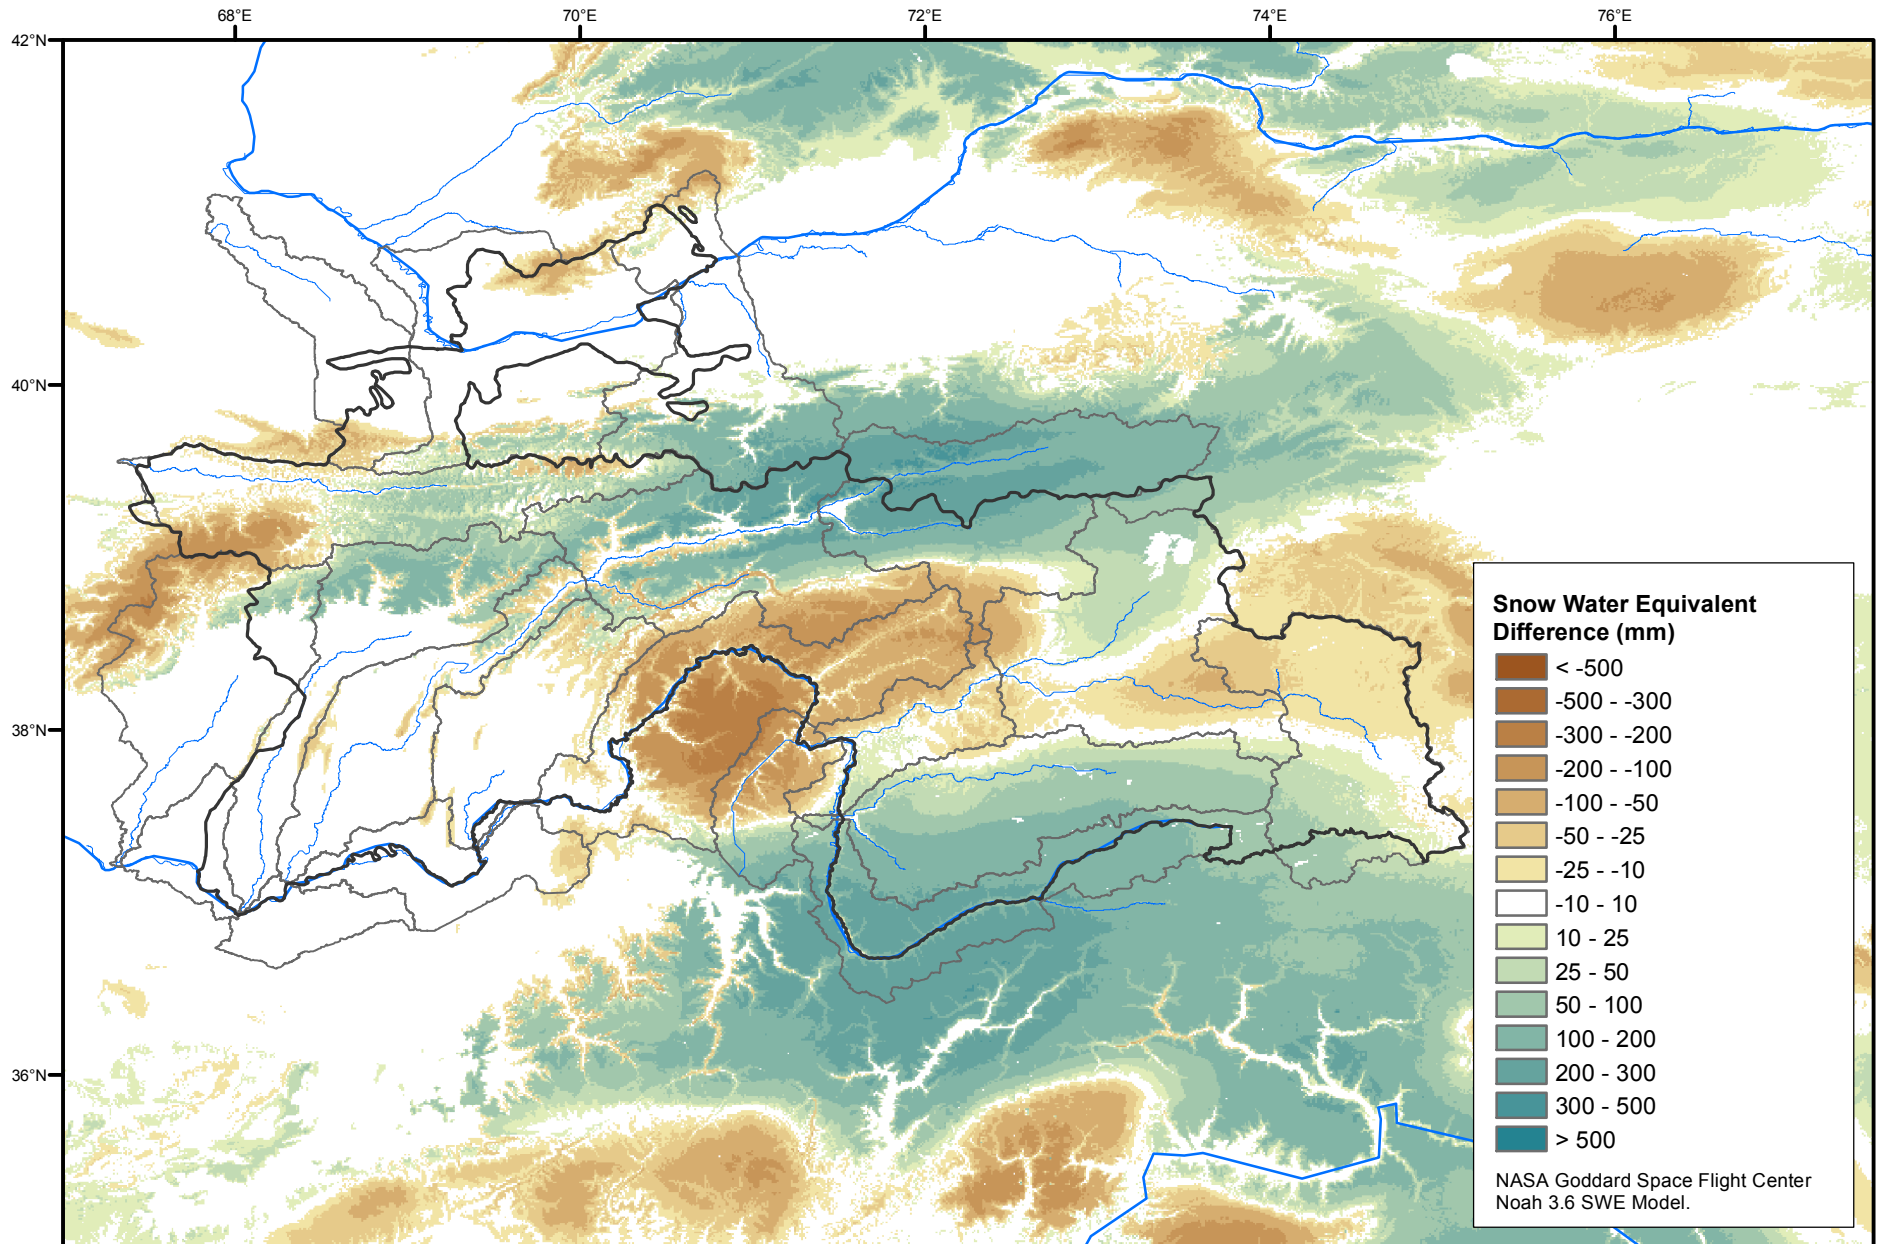 68°E 70°E 72°E 74°E 76°E
42°N
40°N
38°N
36°N
Snow Water Equivalent
Difference (mm)
< -500
-500 - -300
-300 - -200
-200 - -100
-100 - -50
-50 - -25
-25 - -10
-10 - 10
10 - 25
25 - 50
50 - 100
100 - 200
200 - 300
300 - 500
> 500
NASA Goddard Space Flight Center
Noah 3.6 SWE Model.